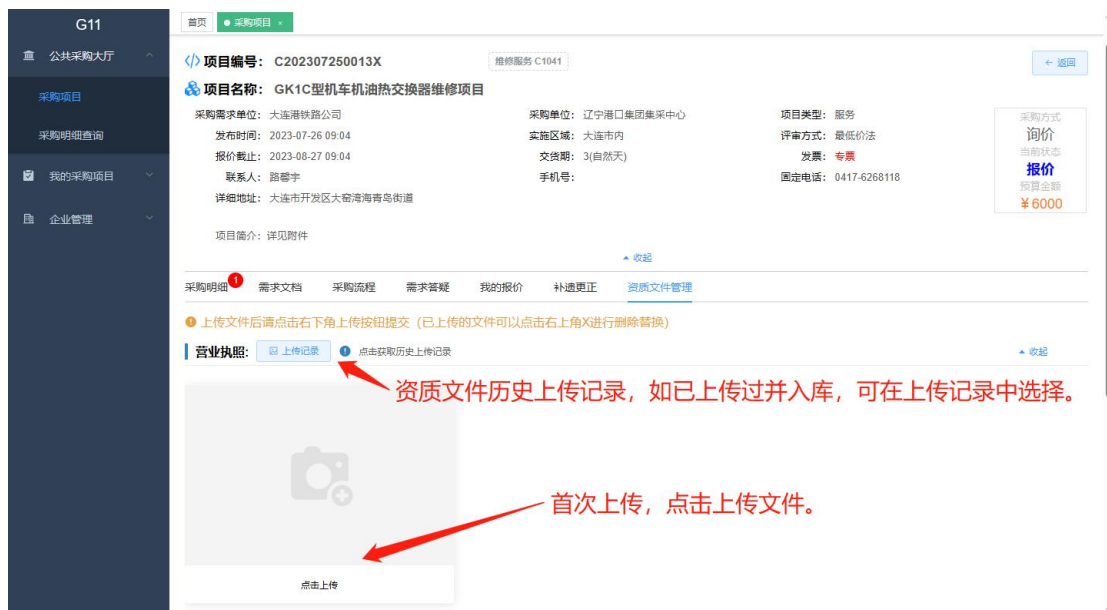 G11
首页 采购项目 ×
公共采购大厅
采购项目
采购明细查询
我的采购项目
企业管理
</> 项目编号： C202307250013X 维修服务 C1041 ← 返回
项目名称： GK1C型机车机油热交换器维修项目
采购需求单位： 大连港铁路公司 采购单位： 辽宁港口集团集采中心 项目类型： 服务
发布时间： 2023-07-26 09:04 实施区域： 大连市内 评审方式： 最低价法
报价截止： 2023-08-27 09:04 交货期： 3(自然天) 发票： 专票
联系人： 路馨宇 手机号： 固定电话： 0417-6268118
详细地址： 大连市开发区大窑湾海青岛街道
采购方式
询价
当前状态
报价
预算金额
¥6000
项目简介： 详见附件
收起
采购明细 1 需求文档 采购流程 需求答疑 我的报价 补遗更正 资质文件管理
上传文件后请点击右下角上传按钮提交（已上传的文件可以点击右上角X进行删除替换）
营业执照: 上传记录 点击获取历史上传记录 收起
资质文件历史上传记录，如已上传过并入库，可在上传记录中选择。
首次上传，点击上传文件。
点击上传